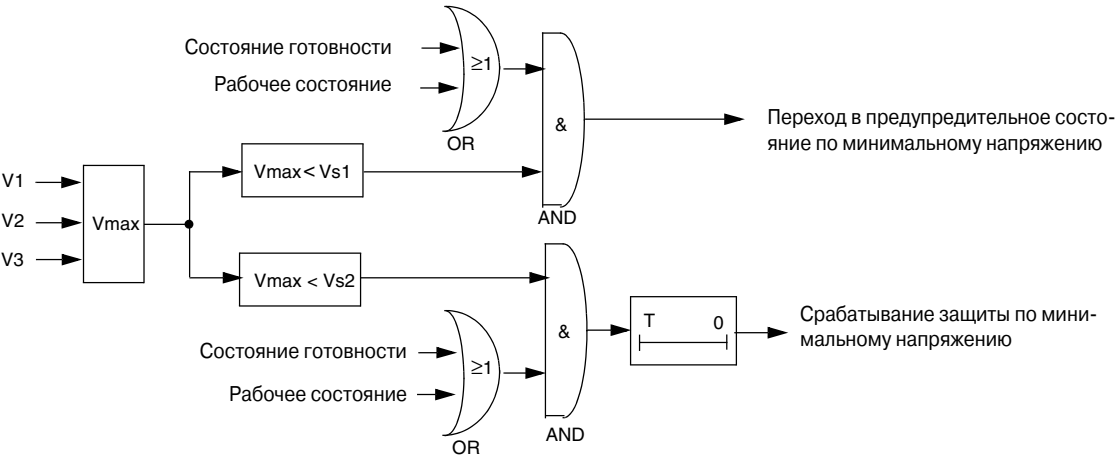 Состояние готовности
Рабочее состояние
≥1
OR
&
AND
Переход в предупредительное состо-
яние по минимальному напряжению
V1
V2
V3
Vmax
Vmax < Vs1
Vmax < Vs2
Состояние готовности
Рабочее состояние
≥1
OR
&
AND
T 0
Срабатывание защиты по мини-
мальному напряжению